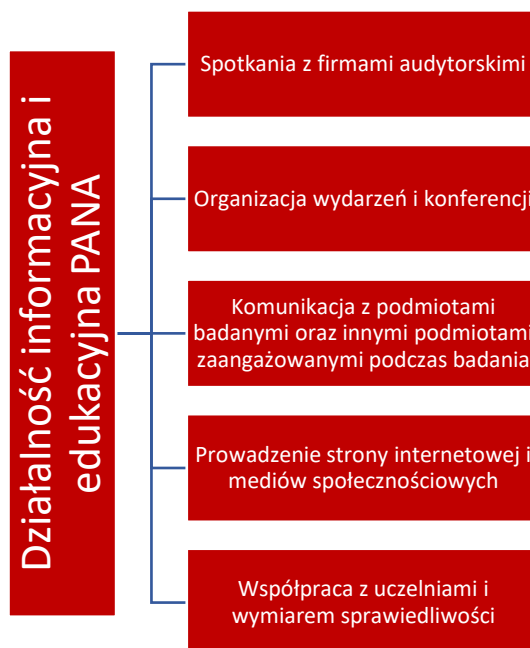 Działalność informacyjna i
edukacyjna PANA
Spotkania z firmami audytorskimi
Organizacja wydarzeń i konferencji
Komunikacja z podmiotami
badanymi oraz innymi podmiotami
zaangażowanymi podczas badania
Prowadzenie strony internetowej i
mediów społecznościowych
Współpraca z uczelniami i
wymiarem sprawiedliwości